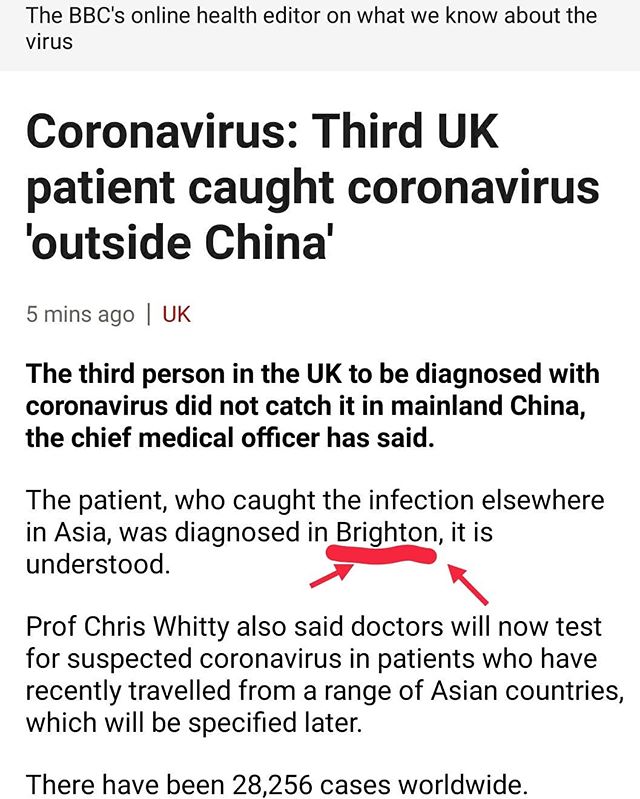 The BBC's online health editor on what we know about the
virus
Coronavirus: Third UK
patient caught coronavirus
'outside China'
5 mins ago | UK
The third person in the UK to be diagnosed with
coronavirus did not catch it in mainland China,
the chief medical officer has said.
The patient, who caught the infection elsewhere
in Asia, was diagnosed in Brighton, it is
understood.
Prof Chris Whitty also said doctors will now test
for suspected coronavirus in patients who have
recently travelled from a range of Asian countries,
which will be specified later.
There have been 28,256 cases worldwide.